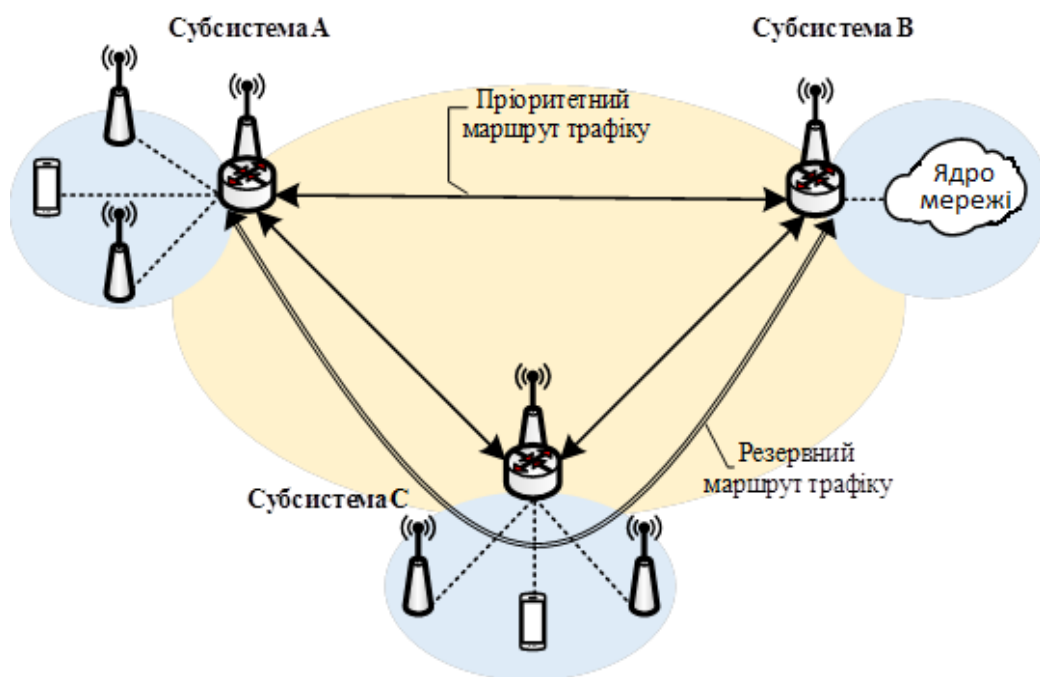 Субсистема А
Субсистема В
Пріоритетний
маршрут трафіку
Ядро
мережі
Резервний
маршрут трафіку
Субсистема С